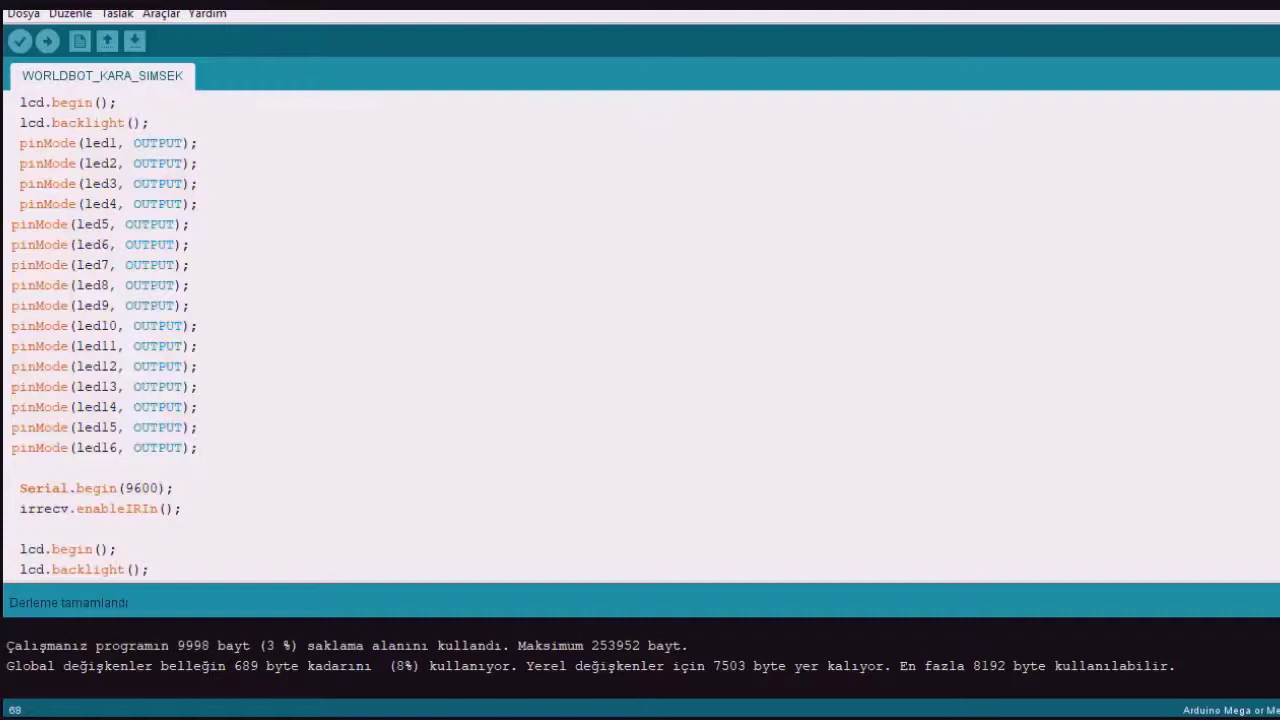 Dosya Düzenle Taslak Araçlar Yardım
WORLDBOT_KARA_SIMSEK
lcd.begin();
lcd.backlight();
pinMode(led1, OUTPUT);
pinMode(led2, OUTPUT);
pinMode(led3, OUTPUT);
pinMode(led4, OUTPUT);
pinMode(led5, OUTPUT);
pinMode(led6, OUTPUT);
pinMode(led7, OUTPUT);
pinMode(led8, OUTPUT);
pinMode(led9, OUTPUT);
pinMode(led10, OUTPUT);
pinMode(led11, OUTPUT);
pinMode(led12, OUTPUT);
pinMode(led13, OUTPUT);
pinMode(led14, OUTPUT);
pinMode(led15, OUTPUT);
pinMode(led16, OUTPUT);
Serial.begin(9600);
irrecv.enableIRIn();
lcd.begin();
lcd.backlight();
Derleme tamamlandı
Çalışmanız programın 9998 bayt (3 %) saklama alanını kullandı. Maksimum 253952 bayt.
Global değişkenler belleğin 689 byte kadarını (8%) kullanıyor. Yerel değişkenler için 7503 byte yer kalıyor. En fazla 8192 byte kullanılabilir.
68 Arduino Mega or Me